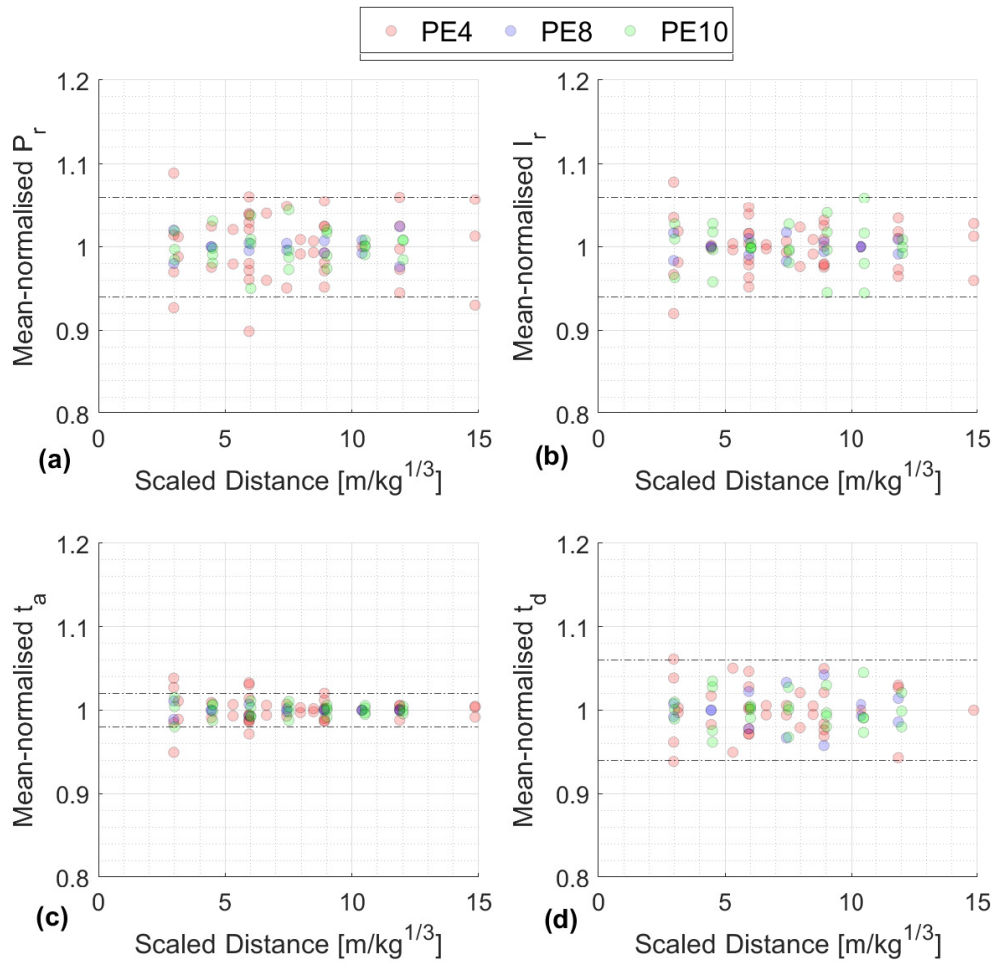 PE4 PE8 PE10
1.2
1.1
1
0.9
0.8
Mean-normalised P_r
0 5 10 15
(a)
Scaled Distance [m/kg^{1/3}]
1.2
1.1
1
0.9
0.8
Mean-normalised I_r
0 5 10 15
(b)
Scaled Distance [m/kg^{1/3}]
1.2
1.1
1
0.9
0.8
Mean-normalised t_a
0 5 10 15
(c)
Scaled Distance [m/kg^{1/3}]
1.2
1.1
1
0.9
0.8
Mean-normalised t_d
0 5 10 15
(d)
Scaled Distance [m/kg^{1/3}]